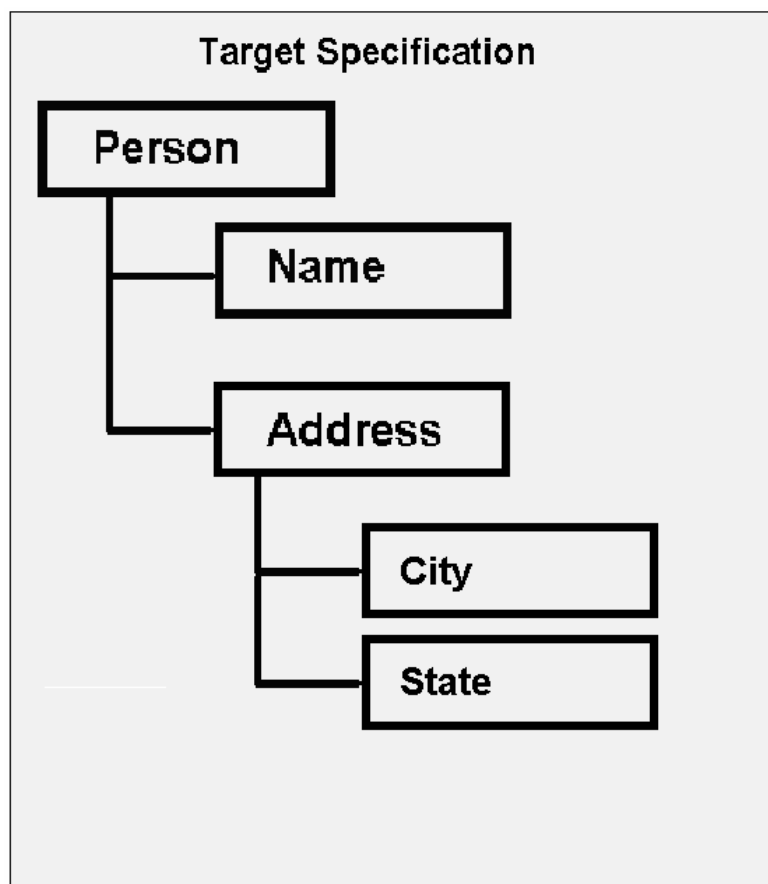 Target Specification
Person
Name
Address
City
State